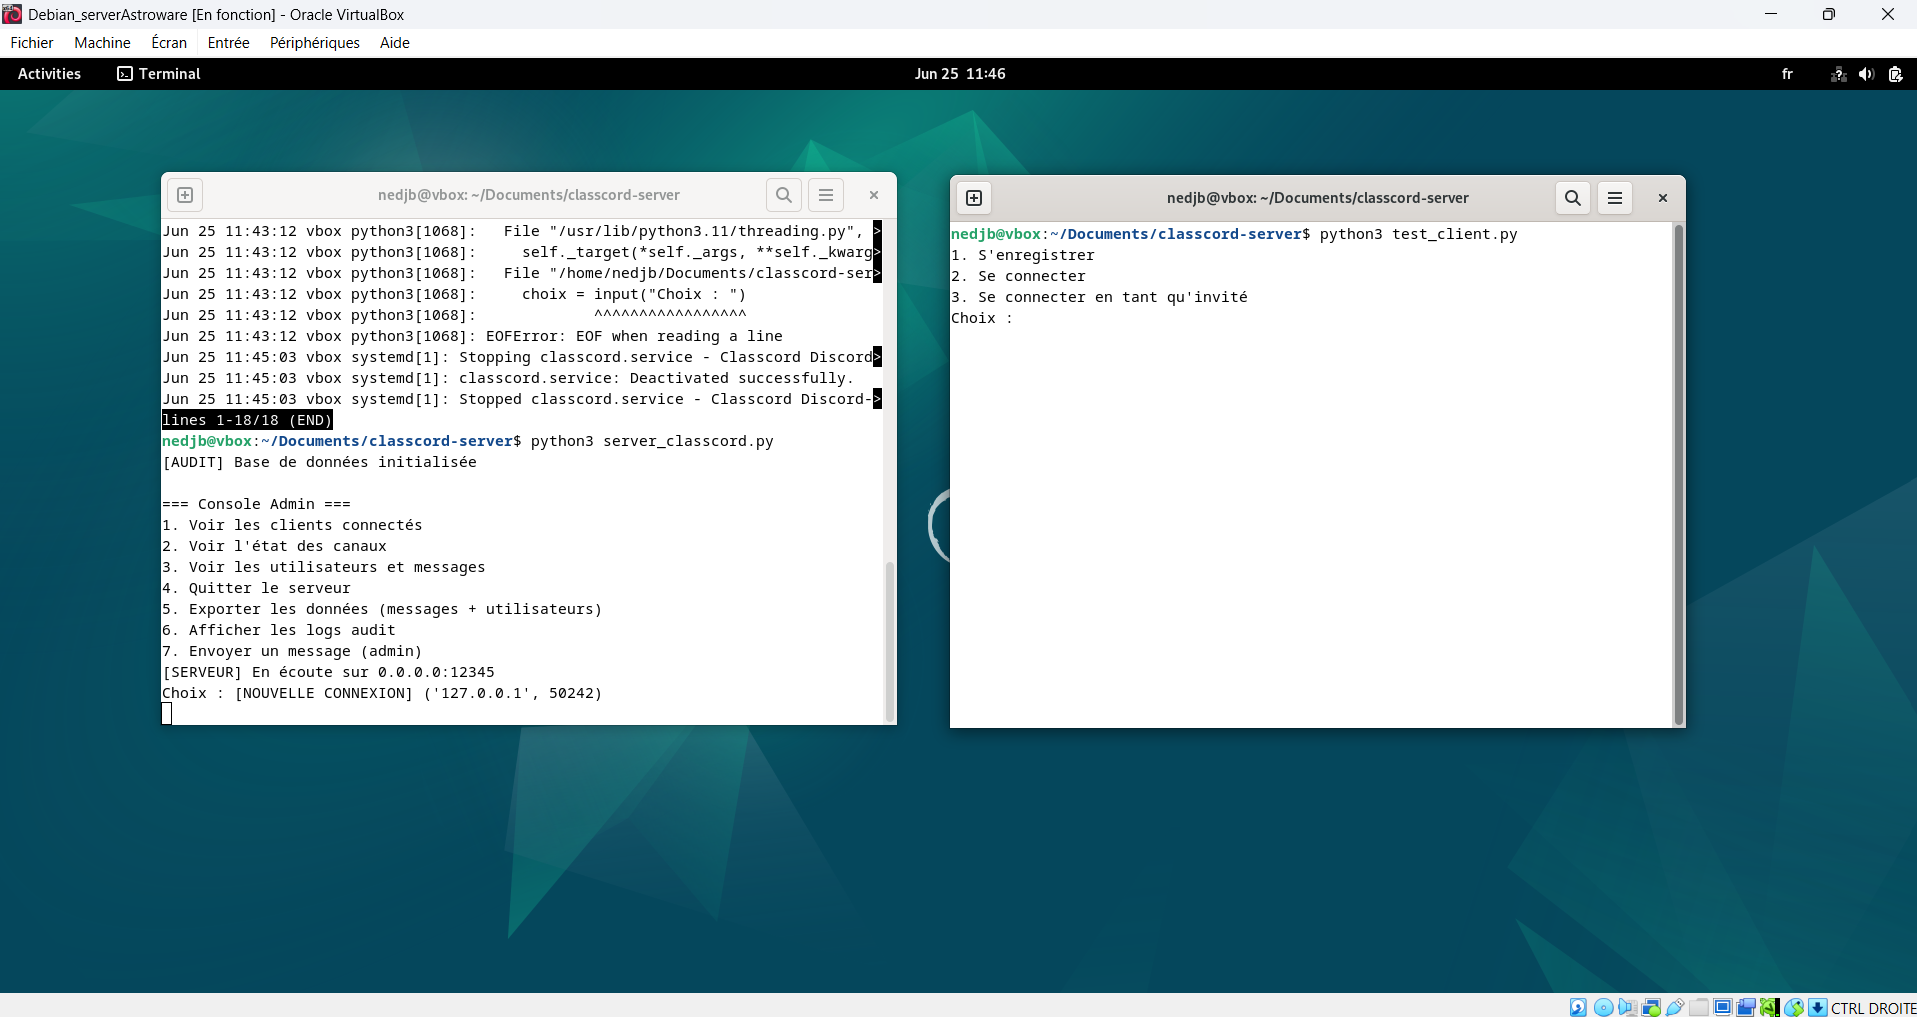 Debian_serverAstroware [En fonction] - Oracle VirtualBox
Fichier Machine Écran Entrée Périphériques Aide
Activities Terminal Jun 25 11:46 fr
nedjb@vbox: ~/Documents/classcord-server
Jun 25 11:43:12 vbox python3[1068]:   File "/usr/lib/python3.11/threading.py", >
Jun 25 11:43:12 vbox python3[1068]:     self._target(*self._args, **self._kwarg>
Jun 25 11:43:12 vbox python3[1068]:   File "/home/nedjb/Documents/classcord-ser>
Jun 25 11:43:12 vbox python3[1068]:     choix = input("Choix : ")
Jun 25 11:43:12 vbox python3[1068]:             ^^^^^^^^^^^^^^^^^
Jun 25 11:43:12 vbox python3[1068]: EOFError: EOF when reading a line
Jun 25 11:45:03 vbox systemd[1]: Stopping classcord.service - Classcord Discord>
Jun 25 11:45:03 vbox systemd[1]: classcord.service: Deactivated successfully.
Jun 25 11:45:03 vbox systemd[1]: Stopped classcord.service - Classcord Discord->
lines 1-18/18 (END)
nedjb@vbox:~/Documents/classcord-server$ python3 server_classcord.py
[AUDIT] Base de données initialisée
=== Console Admin ===
1. Voir les clients connectés
2. Voir l'état des canaux
3. Voir les utilisateurs et messages
4. Quitter le serveur
5. Exporter les données (messages + utilisateurs)
6. Afficher les logs audit
7. Envoyer un message (admin)
[SERVEUR] En écoute sur 0.0.0.0:12345
Choix : [NOUVELLE CONNEXION] ('127.0.0.1', 50242)
nedjb@vbox: ~/Documents/classcord-server
nedjb@vbox:~/Documents/classcord-server$ python3 test_client.py
1. S'enregistrer
2. Se connecter
3. Se connecter en tant qu'invité
Choix :
CTRL DROITE